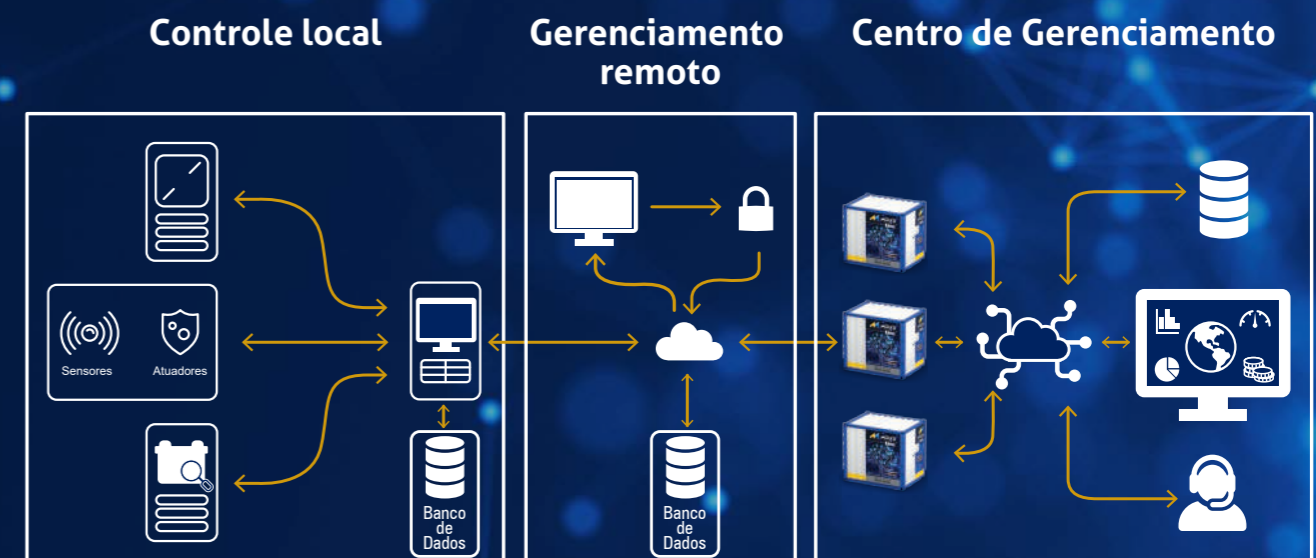 Controle local
Gerenciamento
remoto
Centro de Gerenciamento
Sensores
Atuadores
Banco
de
Dados
Banco
de
Dados